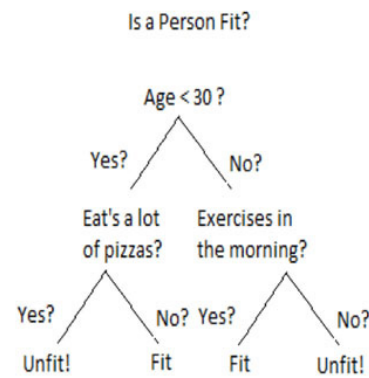 Is a Person Fit?
Age < 30 ?
Yes?
No?
Eat's a lot
of pizzas?
Exercises in
the morning?
Yes?
No?
Yes?
No?
Unfit!
Fit
Fit
Unfit!